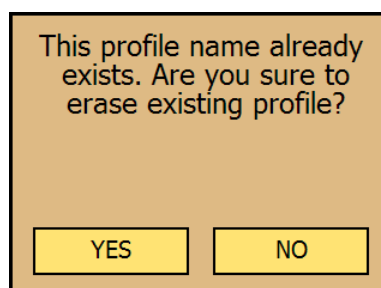 This profile name already
exists. Are you sure to
erase existing profile?
YES
NO